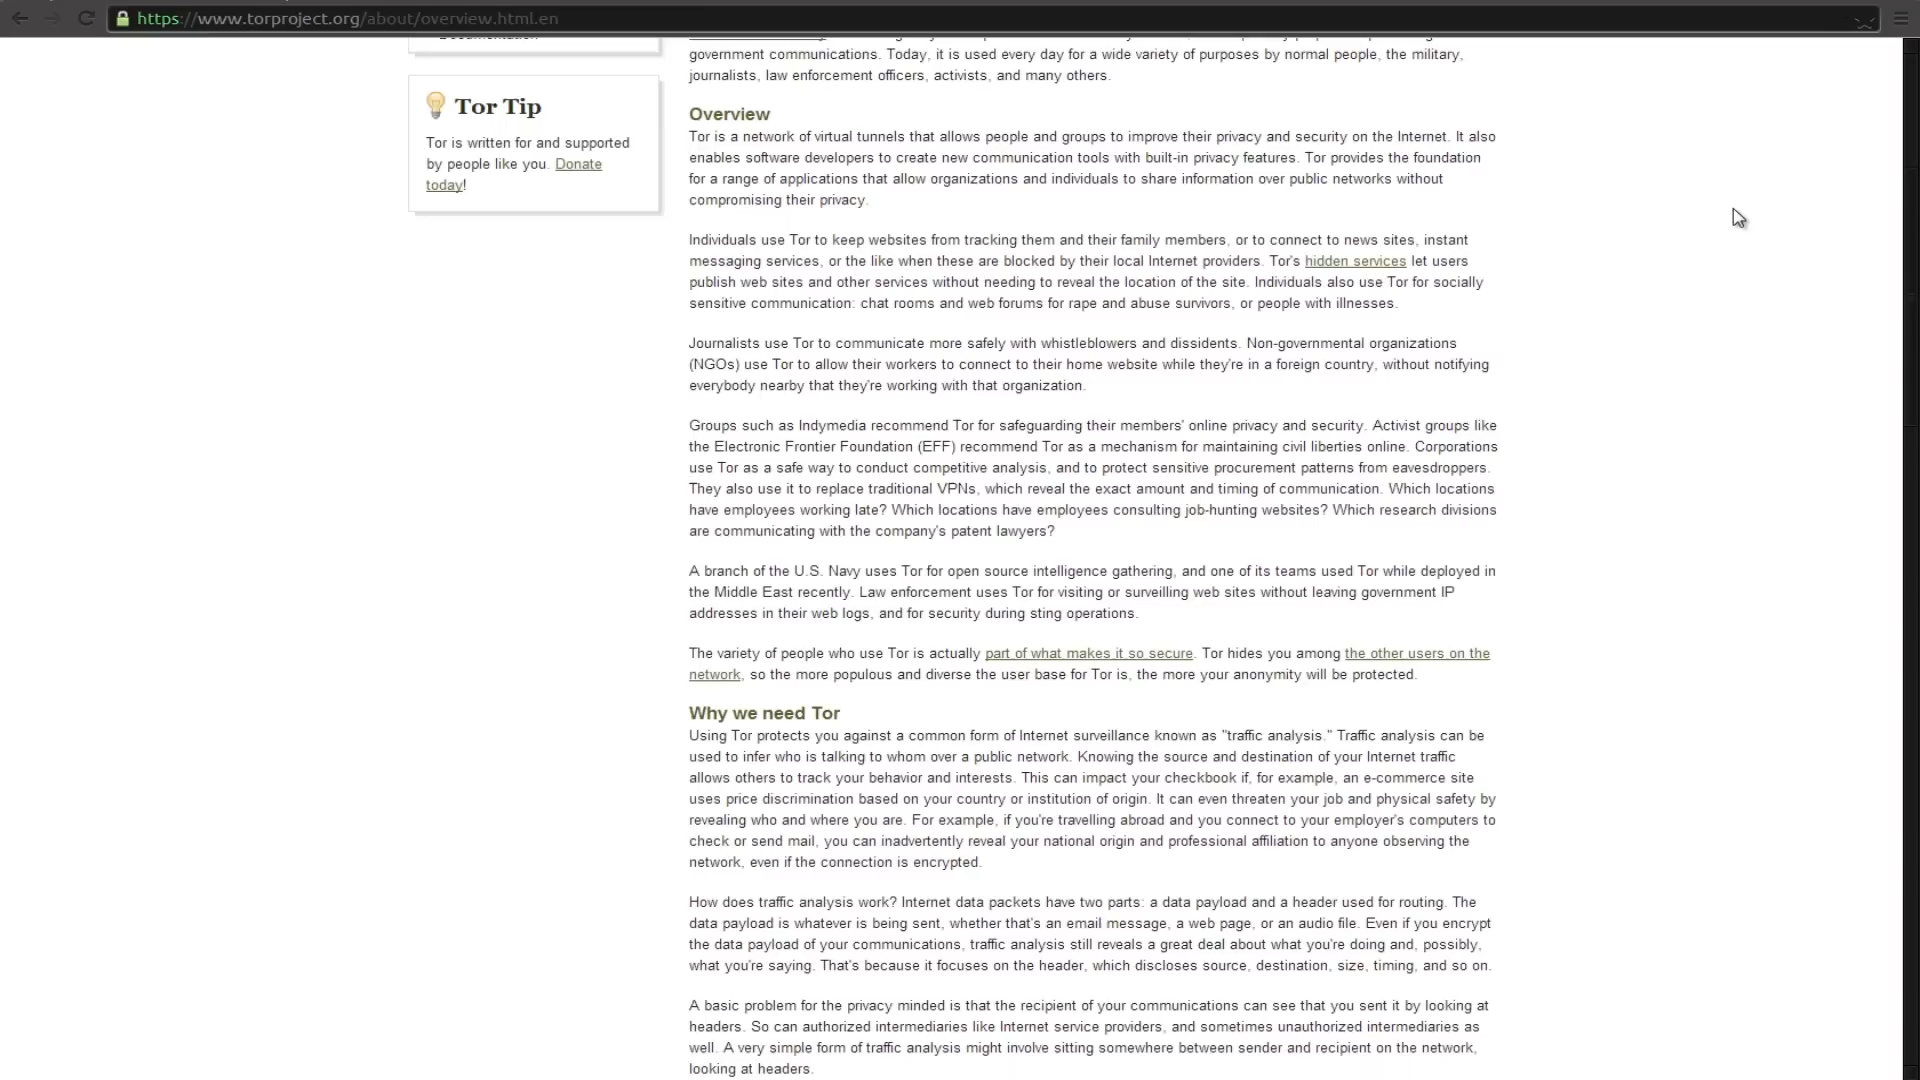 https://www.torproject.org/about/overview.html.en
Tor Tip
Tor is written for and supported
by people like you. Donate
today!
government communications. Today, it is used every day for a wide variety of purposes by normal people, the military,
journalists, law enforcement officers, activists, and many others.
Overview
Tor is a network of virtual tunnels that allows people and groups to improve their privacy and security on the Internet. It also
enables software developers to create new communication tools with built-in privacy features. Tor provides the foundation
for a range of applications that allow organizations and individuals to share information over public networks without
compromising their privacy.
Individuals use Tor to keep websites from tracking them and their family members, or to connect to news sites, instant
messaging services, or the like when these are blocked by their local Internet providers. Tor's hidden services let users
publish web sites and other services without needing to reveal the location of the site. Individuals also use Tor for socially
sensitive communication: chat rooms and web forums for rape and abuse survivors, or people with illnesses.
Journalists use Tor to communicate more safely with whistleblowers and dissidents. Non-governmental organizations
(NGOs) use Tor to allow their workers to connect to their home website while they're in a foreign country, without notifying
everybody nearby that they're working with that organization.
Groups such as Indymedia recommend Tor for safeguarding their members' online privacy and security. Activist groups like
the Electronic Frontier Foundation (EFF) recommend Tor as a mechanism for maintaining civil liberties online. Corporations
use Tor as a safe way to conduct competitive analysis, and to protect sensitive procurement patterns from eavesdroppers.
They also use it to replace traditional VPNs, which reveal the exact amount and timing of communication. Which locations
have employees working late? Which locations have employees consulting job-hunting websites? Which research divisions
are communicating with the company's patent lawyers?
A branch of the U.S. Navy uses Tor for open source intelligence gathering, and one of its teams used Tor while deployed in
the Middle East recently. Law enforcement uses Tor for visiting or surveilling web sites without leaving government IP
addresses in their web logs, and for security during sting operations.
The variety of people who use Tor is actually part of what makes it so secure. Tor hides you among the other users on the
network, so the more populous and diverse the user base for Tor is, the more your anonymity will be protected.
Why we need Tor
Using Tor protects you against a common form of Internet surveillance known as "traffic analysis." Traffic analysis can be
used to infer who is talking to whom over a public network. Knowing the source and destination of your Internet traffic
allows others to track your behavior and interests. This can impact your checkbook if, for example, an e-commerce site
uses price discrimination based on your country or institution of origin. It can even threaten your job and physical safety by
revealing who and where you are. For example, if you're travelling abroad and you connect to your employer's computers to
check or send mail, you can inadvertently reveal your national origin and professional affiliation to anyone observing the
network, even if the connection is encrypted.
How does traffic analysis work? Internet data packets have two parts: a data payload and a header used for routing. The
data payload is whatever is being sent, whether that's an email message, a web page, or an audio file. Even if you encrypt
the data payload of your communications, traffic analysis still reveals a great deal about what you're doing and, possibly,
what you're saying. That's because it focuses on the header, which discloses source, destination, size, timing, and so on.
A basic problem for the privacy minded is that the recipient of your communications can see that you sent it by looking at
headers. So can authorized intermediaries like Internet service providers, and sometimes unauthorized intermediaries as
well. A very simple form of traffic analysis might involve sitting somewhere between sender and recipient on the network,
looking at headers.